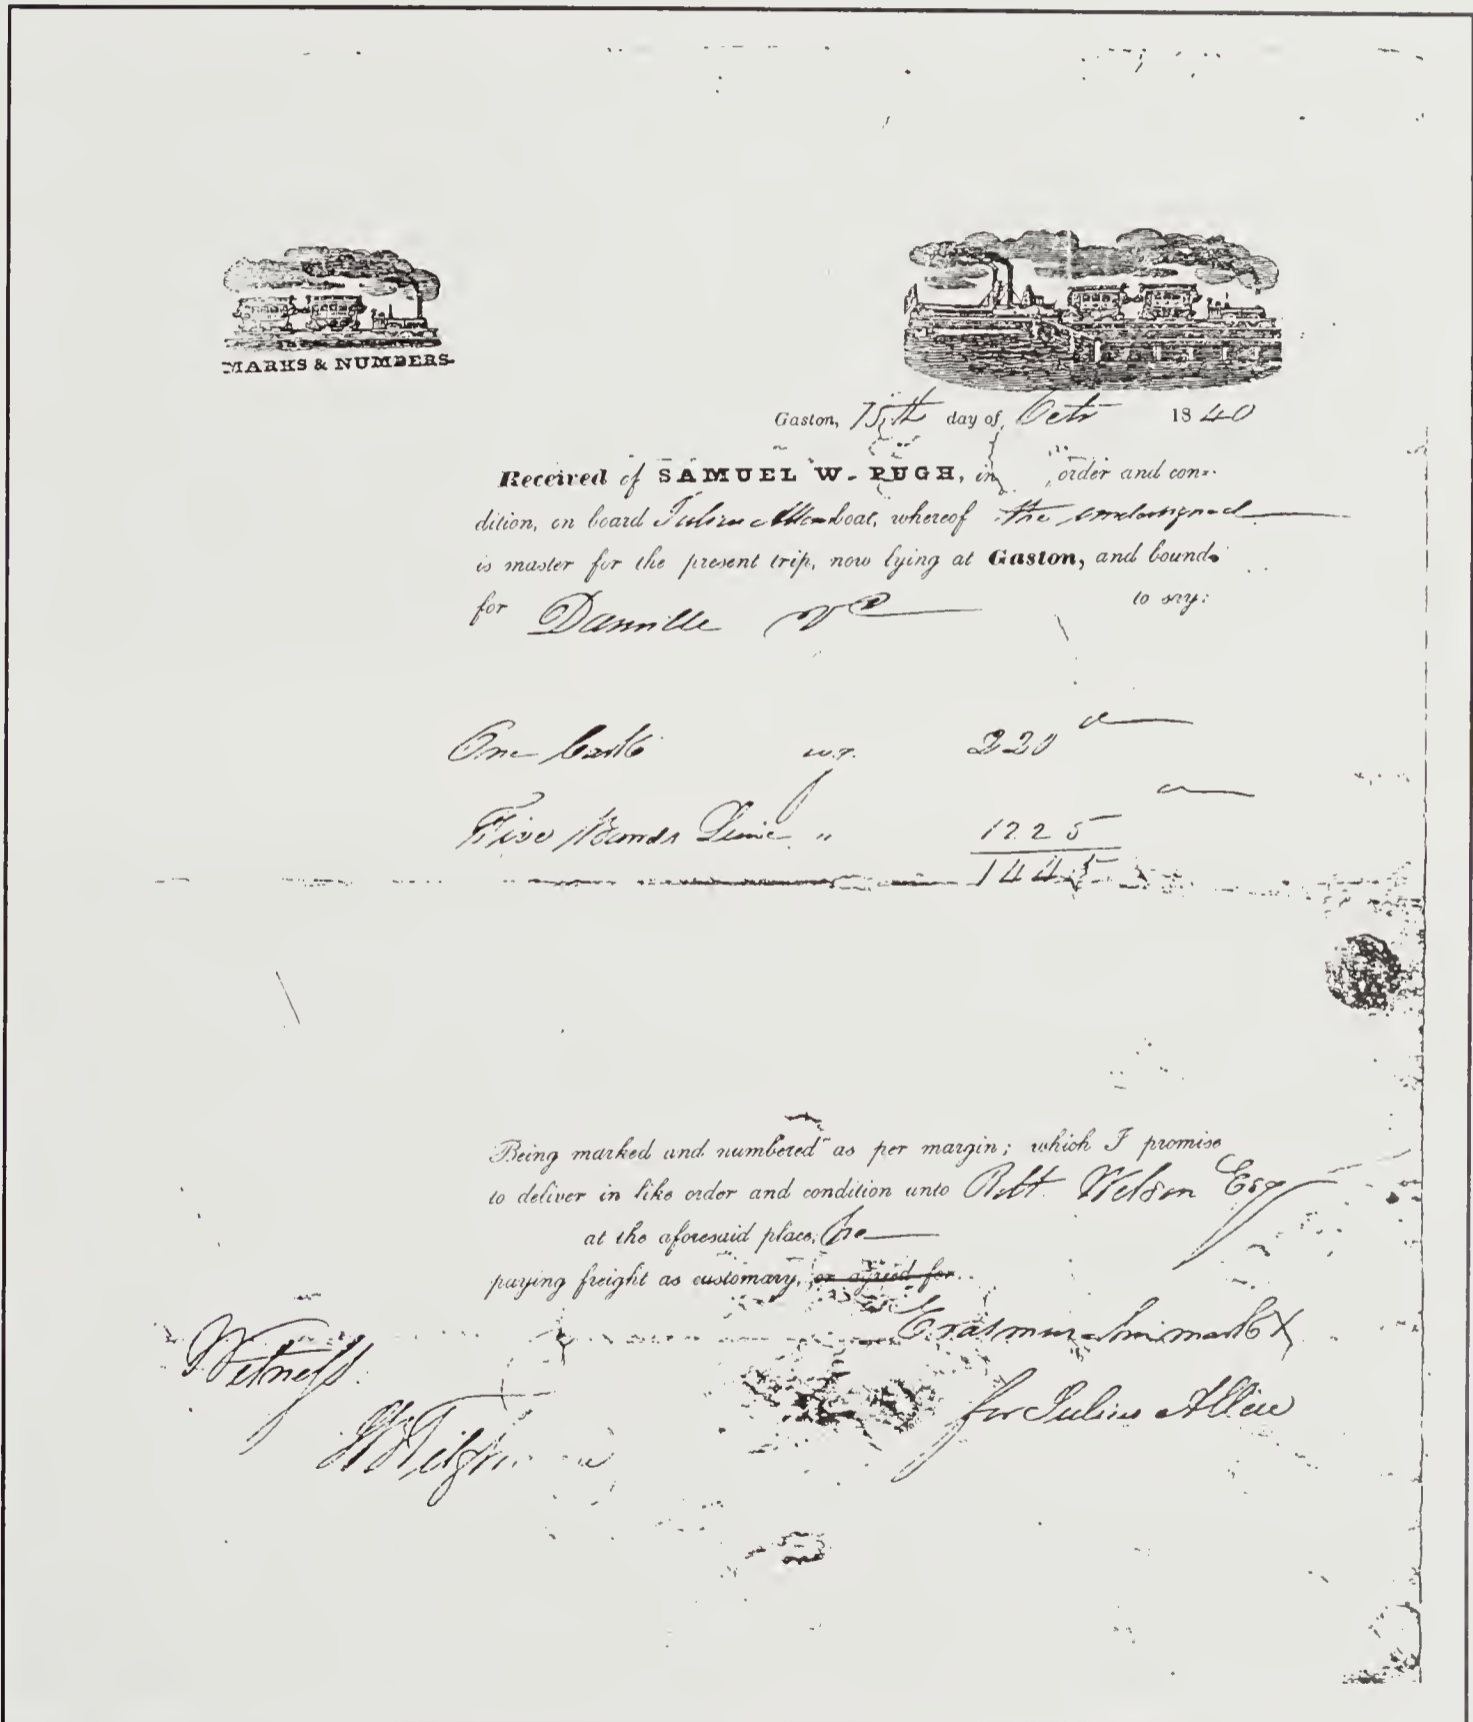 MARKS & NUMBERS
Gaston, 15th day of Octr 1840
Received of SAMUEL W. PUGH, in order and con-
dition, on board Julius Allen boat, whereof the undersigned
is master for the present trip, now lying at Gaston, and bound
for Danville Va to say:
One Cask wt. 220
Five Lime " 1225
1445
Being marked and numbered as per margin; which I promise
to deliver in like order and condition unto Robt. Wilson Esq
at the aforesaid place, he
paying freight as customary, or agreed for
Erasmus his mark X
Witness
for Julius Allen